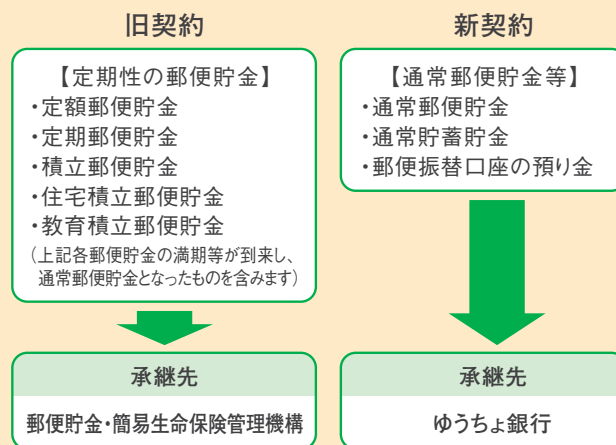 旧契約
【定期性の郵便貯金】
・定額郵便貯金
・定期郵便貯金
・積立郵便貯金
・住宅積立郵便貯金
・教育積立郵便貯金
(上記各郵便貯金の満期等が到来し、
通常郵便貯金となったものを含みます)
承継先
郵便貯金・簡易生命保険管理機構
新契約
【通常郵便貯金等】
・通常郵便貯金
・通常貯蓄貯金
・郵便振替口座の預り金
承継先
ゆうちょ銀行